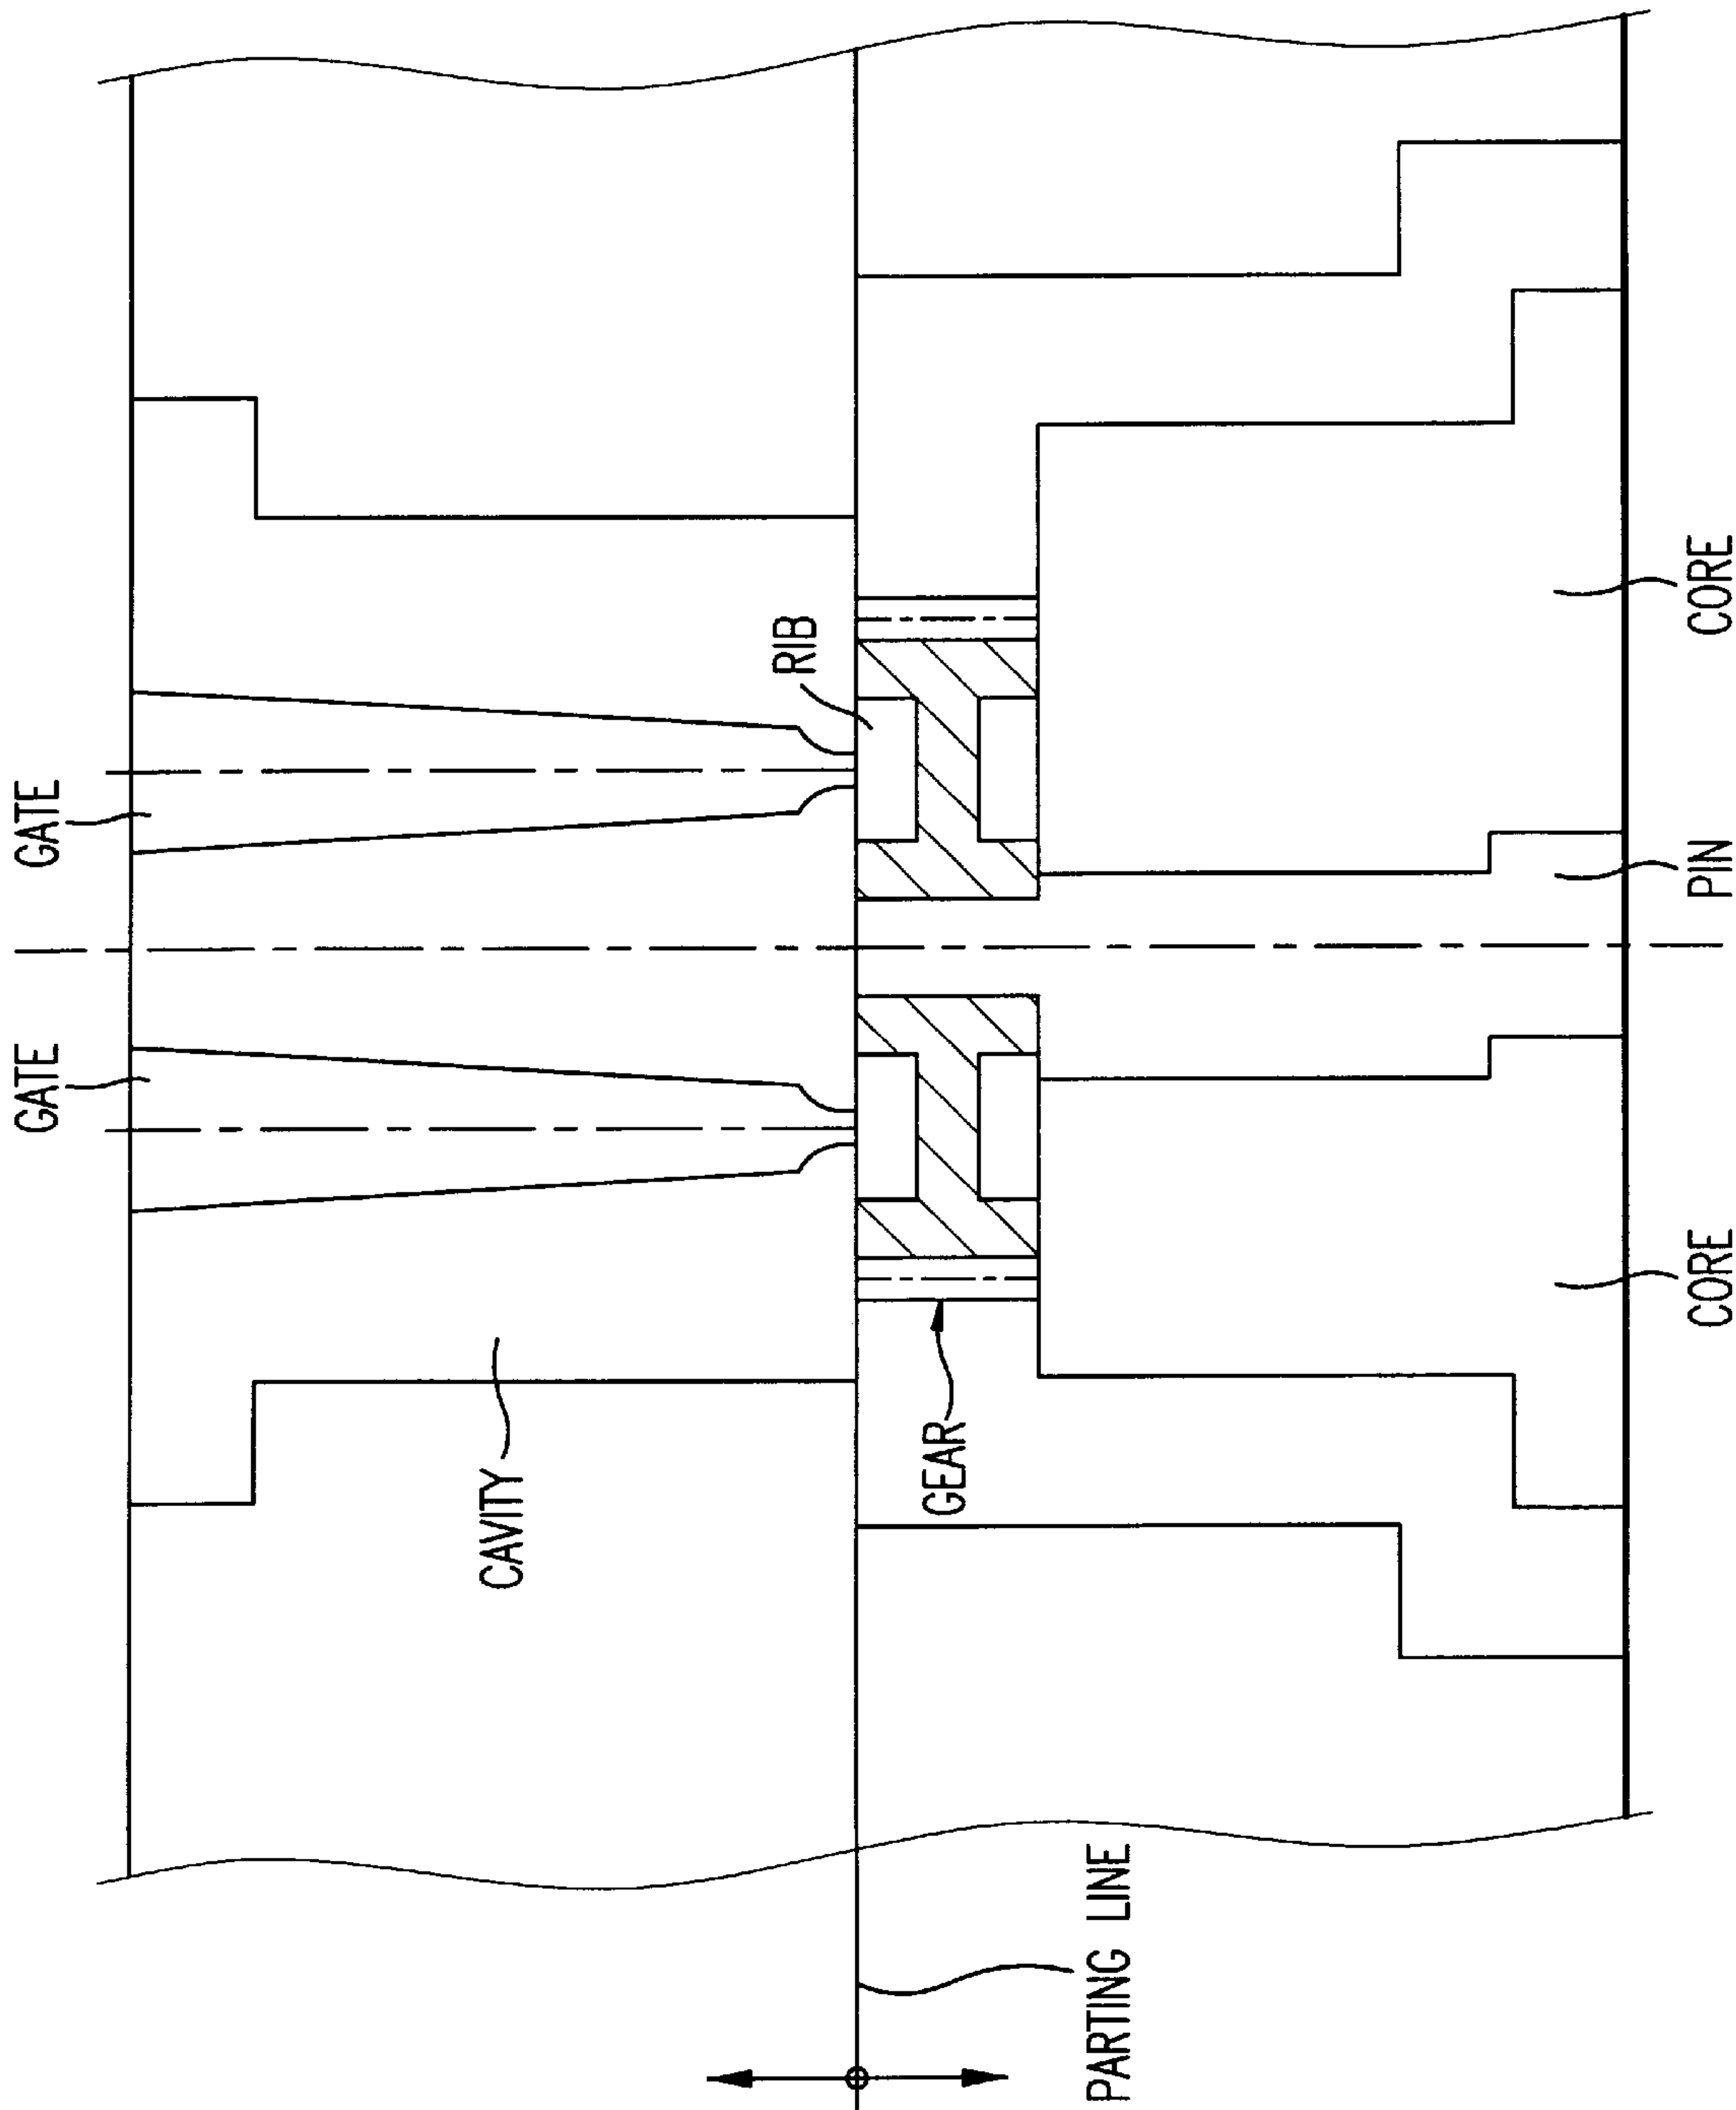 GATE
GATE
RIB
CAVITY
GEAR
PARTING LINE
CORE
PIN
CORE